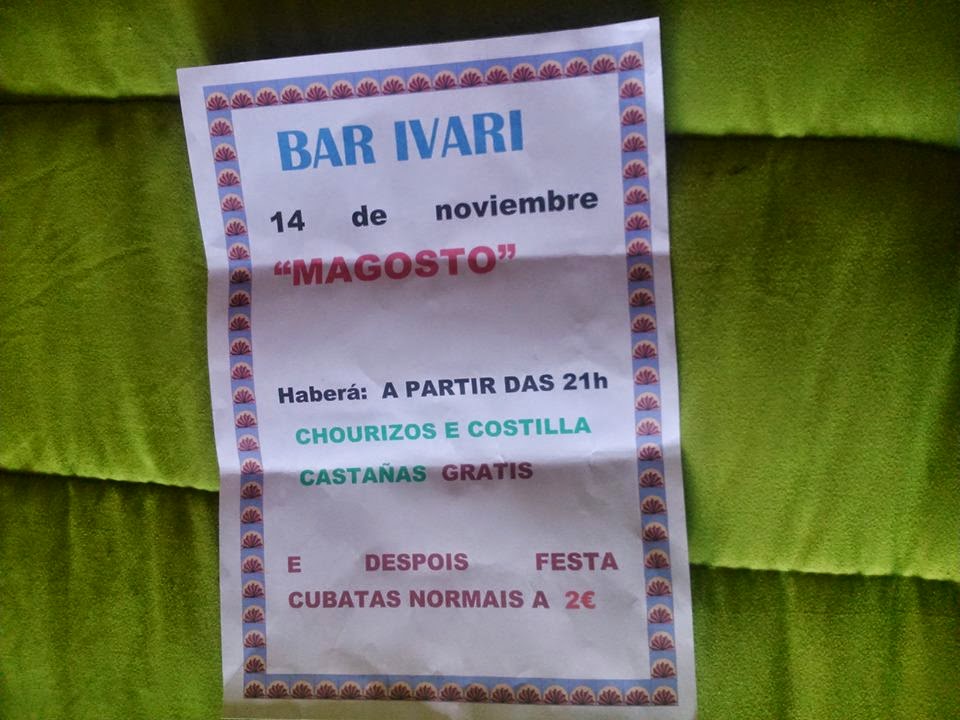 BAR IVARI
14 de noviembre
“MAGOSTO”
Haberá: A PARTIR DAS 21h
CHOURIZOS E COSTILLA
CASTAÑAS GRATIS
E DESPOIS FESTA
CUBATAS NORMAIS A 2€